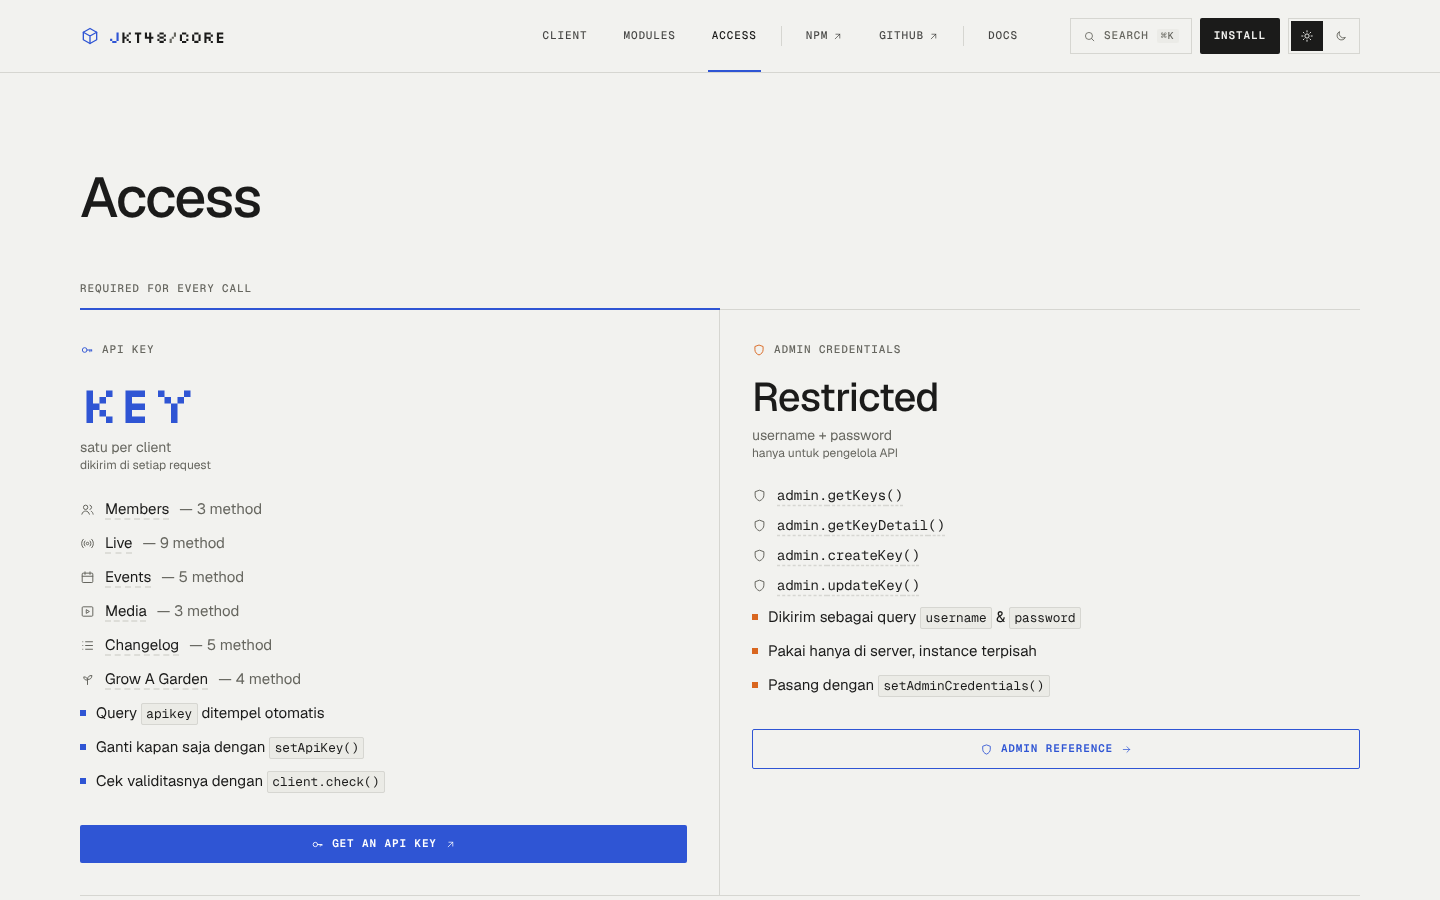 JKT48/CORE
CLIENT MODULES ACCESS NPM ↗ GITHUB ↗ DOCS SEARCH ⌘K INSTALL
Access
REQUIRED FOR EVERY CALL
API KEY
KEY
satu per client
dikirim di setiap request
Members — 3 method
Live — 9 method
Events — 5 method
Media — 3 method
Changelog — 5 method
Grow A Garden — 4 method
Query apikey ditempel otomatis
Ganti kapan saja dengan setApiKey()
Cek validitasnya dengan client.check()
GET AN API KEY ↗
ADMIN CREDENTIALS
Restricted
username + password
hanya untuk pengelola API
admin.getKeys()
admin.getKeyDetail()
admin.createKey()
admin.updateKey()
Dikirim sebagai query username & password
Pakai hanya di server, instance terpisah
Pasang dengan setAdminCredentials()
ADMIN REFERENCE →